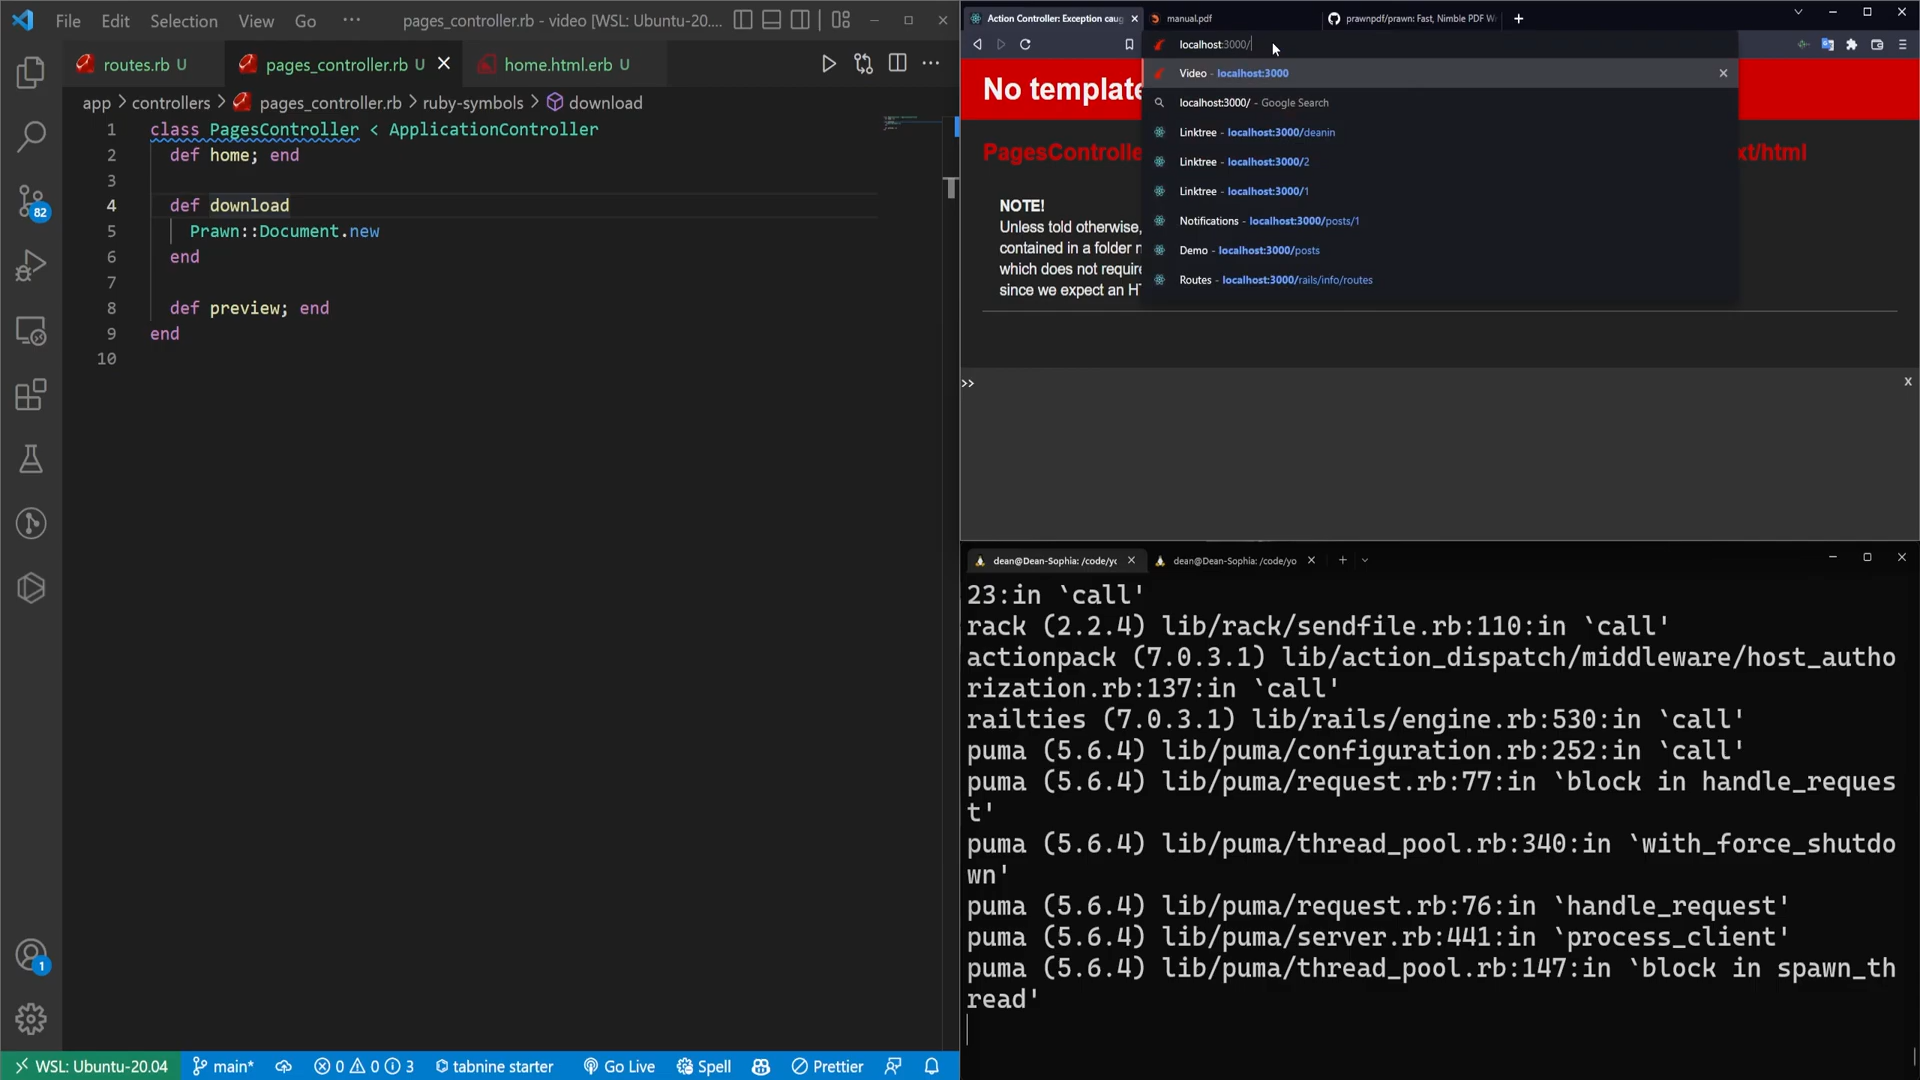 File Edit Selection View Go ··· pages_controller.rb - video [WSL: Ubuntu-20....
routes.rb U pages_controller.rb U home.html.erb U
app > controllers > pages_controller.rb > ruby-symbols > download
1 class PagesController < ApplicationController
2 def home; end
3
4 def download
5 Prawn::Document.new
6 end
7
8 def preview; end
9 end
10
82
1
WSL: Ubuntu-20.04 main* 0 0 3 tabnine starter Go Live Spell Prettier
Action Controller: Exception caug manual.pdf prawnpdf/prawn: Fast, Nimble PDF W
localhost:3000/
Video - localhost:3000
localhost:3000/ - Google Search
Linktree - localhost:3000/deanin
Linktree - localhost:3000/2
Linktree - localhost:3000/1
Notifications - localhost:3000/posts/1
Demo - localhost:3000/posts
Routes - localhost:3000/rails/info/routes
No template
PagesControlle xt/html
NOTE!
Unless told otherwise,
contained in a folder
which does not require
since we expect an
>> x
dean@Dean-Sophia: /code/yo dean@Dean-Sophia: /code/yo
23:in `call'
rack (2.2.4) lib/rack/sendfile.rb:110:in `call'
actionpack (7.0.3.1) lib/action_dispatch/middleware/host_autho
rization.rb:137:in `call'
railties (7.0.3.1) lib/rails/engine.rb:530:in `call'
puma (5.6.4) lib/puma/configuration.rb:252:in `call'
puma (5.6.4) lib/puma/request.rb:77:in `block in handle_reques
t'
puma (5.6.4) lib/puma/thread_pool.rb:340:in `with_force_shutdo
wn'
puma (5.6.4) lib/puma/request.rb:76:in `handle_request'
puma (5.6.4) lib/puma/server.rb:441:in `process_client'
puma (5.6.4) lib/puma/thread_pool.rb:147:in `block in spawn_th
read'